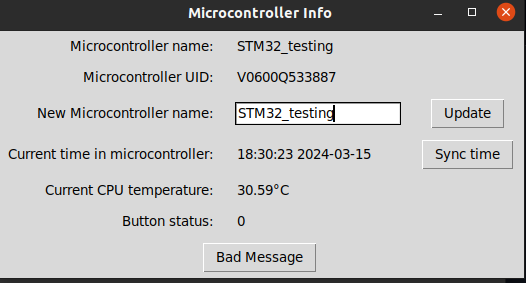 Microcontroller Info
Microcontroller name: STM32_testing
Microcontroller UID: V0600Q533887
New Microcontroller name: STM32_testing Update
Current time in microcontroller: 18:30:23 2024-03-15 Sync time
Current CPU temperature: 30.59°C
Button status: 0
Bad Message